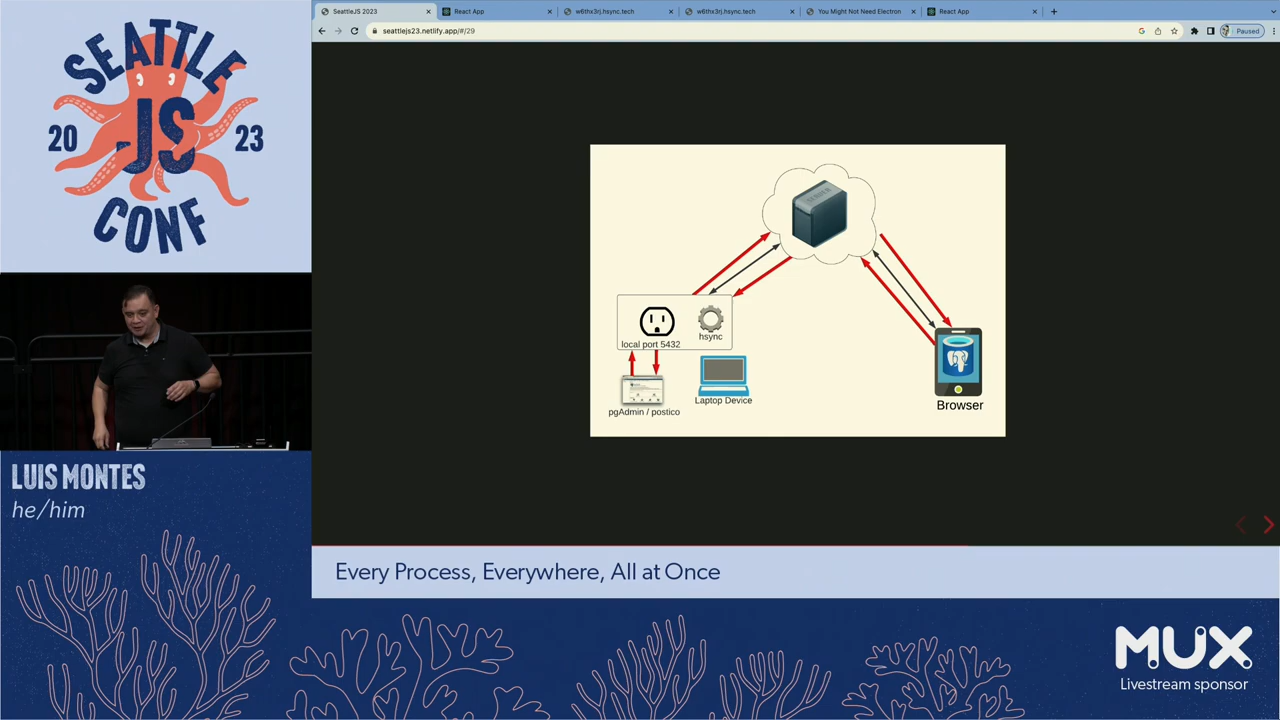 SeattleJS 2023
React App
w6thx3rj.hsync.tech
w6thx3rj.hsync.tech
You Might Not Need Electron
React App
seattlejs23.netlify.app/#/29
Paused
SEATTLE
JS
20 23
CONF
SERVER
local port 5432
hsync
pgAdmin / postico
Laptop Device
Browser
LUIS MONTES
he/him
Every Process, Everywhere, All at Once
MUX
Livestream sponsor